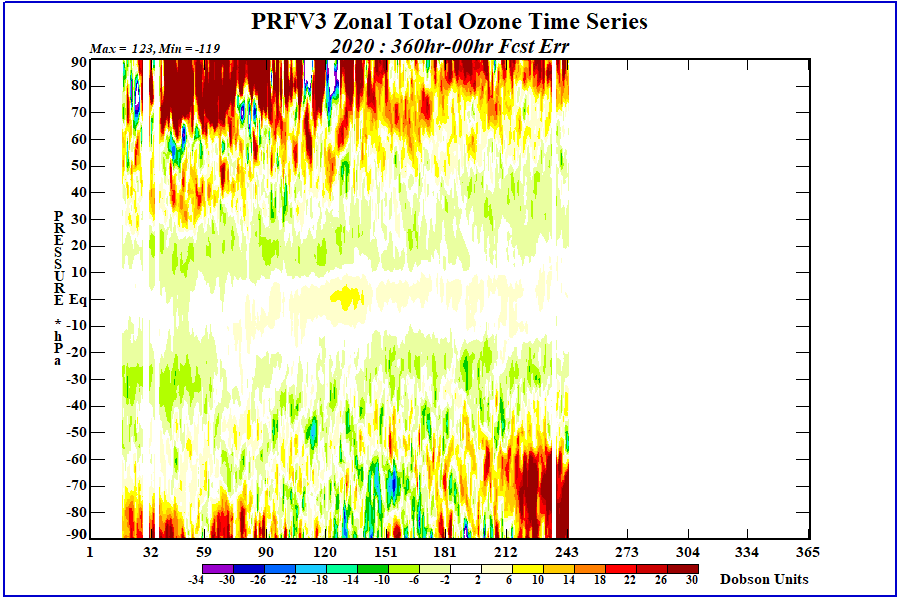 PRFV3 Zonal Total Ozone Time Series
Max = 123, Min = -119
2020 : 360hr-00hr Fcst Err
90
80
70
60
50
40
30
20
10
Eq
-10
-20
-30
-40
-50
-60
-70
-80
-90
PRESSURE * hPa
1 32 59 90 120 151 181 212 243 273 304 334 365
-34 -30 -26 -22 -18 -14 -10 -6 -2 2 6 10 14 18 22 26 30 Dobson Units